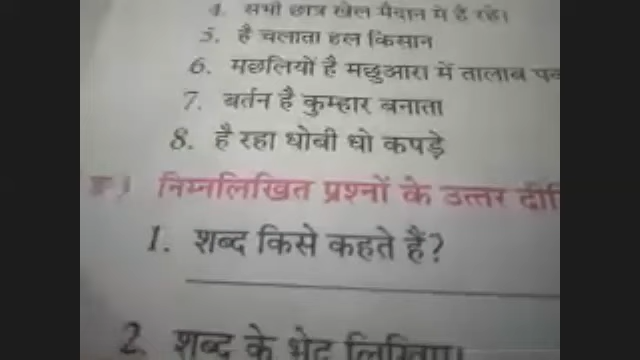 4. सभी छात्र खेल मैदान में हैं रहे।
5. है चलाता हल किसान
6. मछलियों है मछुआरा में तालाब
7. बर्तन है कुम्हार बनाता
8. है रहा धोबी धो कपड़े
निम्नलिखित प्रश्नों के उत्तर
1. शब्द किसे कहते हैं?
2. शब्द के भेद लिखिए।